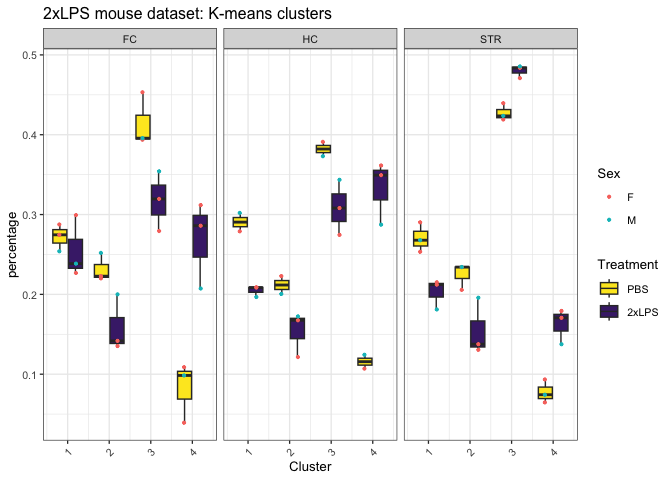 2xLPS mouse dataset: K-means clusters
FC
HC
STR
0.5
0.4
0.3
0.2
0.1
percentage
1 2 3 4
1 2 3 4
1 2 3 4
Cluster
Sex
F
M
Treatment
PBS
2xLPS